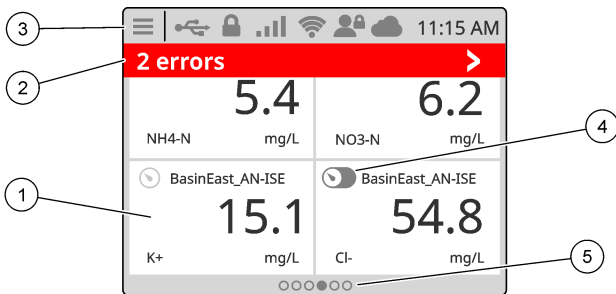 11:15 AM
3
2 errors
2
5.4
6.2
NH4-N mg/L
NO3-N mg/L
4
BasinEast_AN-ISE
BasinEast_AN-ISE
1
15.1
54.8
K+ mg/L
Cl- mg/L
5